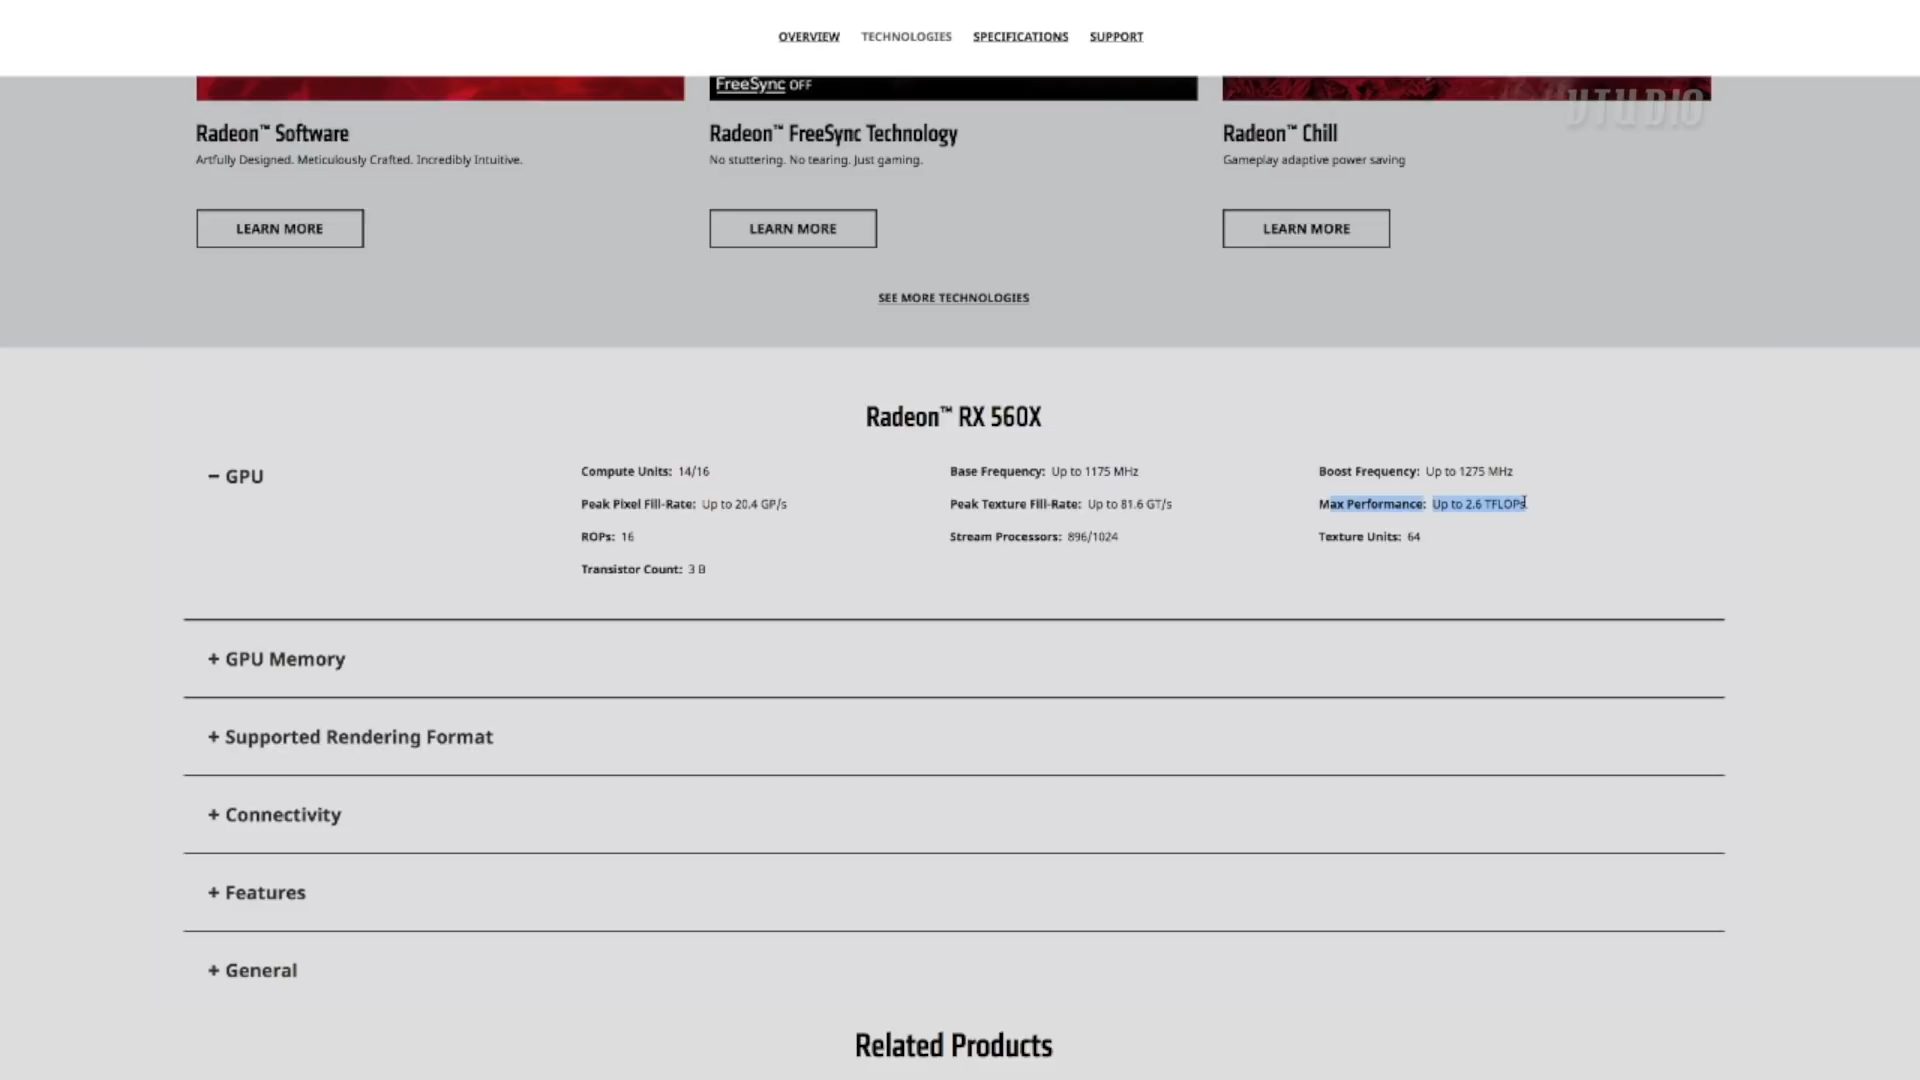 OVERVIEW TECHNOLOGIES SPECIFICATIONS SUPPORT
FreeSync OFF
VTUDIO
Radeon™ Software Radeon™ FreeSync Technology Radeon™ Chill
Artfully Designed. Meticulously Crafted. Incredibly Intuitive. No stuttering. No tearing. Just gaming. Gameplay adaptive power saving
LEARN MORE LEARN MORE LEARN MORE
SEE MORE TECHNOLOGIES
Radeon™ RX 560X
− GPU
Compute Units: 14/16 Base Frequency: Up to 1175 MHz Boost Frequency: Up to 1275 MHz
Peak Pixel Fill-Rate: Up to 20.4 GP/s Peak Texture Fill-Rate: Up to 81.6 GT/s Max Performance: Up to 2.6 TFLOPs
ROPs: 16 Stream Processors: 896/1024 Texture Units: 64
Transistor Count: 3 B
+ GPU Memory
+ Supported Rendering Format
+ Connectivity
+ Features
+ General
Related Products